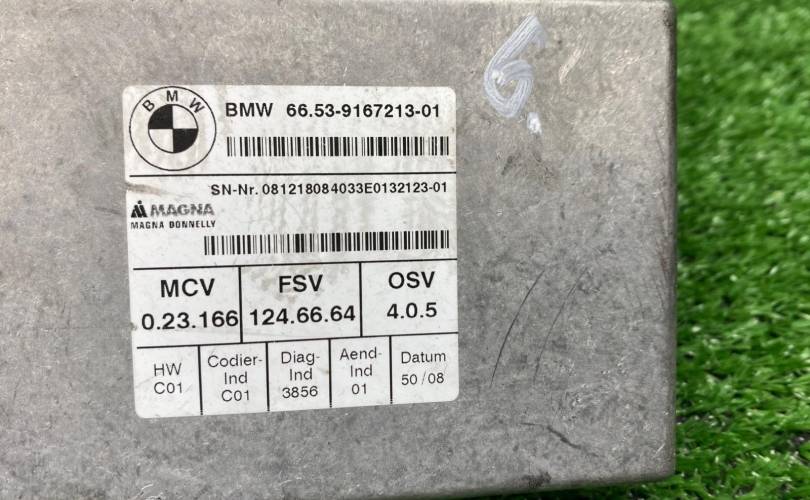 6.
BMW
BMW 66.53-9167213-01
SN-Nr. 081218084033E0132123-01
MAGNA
MAGNA DONNELLY
MCV FSV OSV
0.23.166 124.66.64 4.0.5
HW Codier- Diag- Aend- Datum
C01 Ind Ind Ind 50/08
C01 3856 01